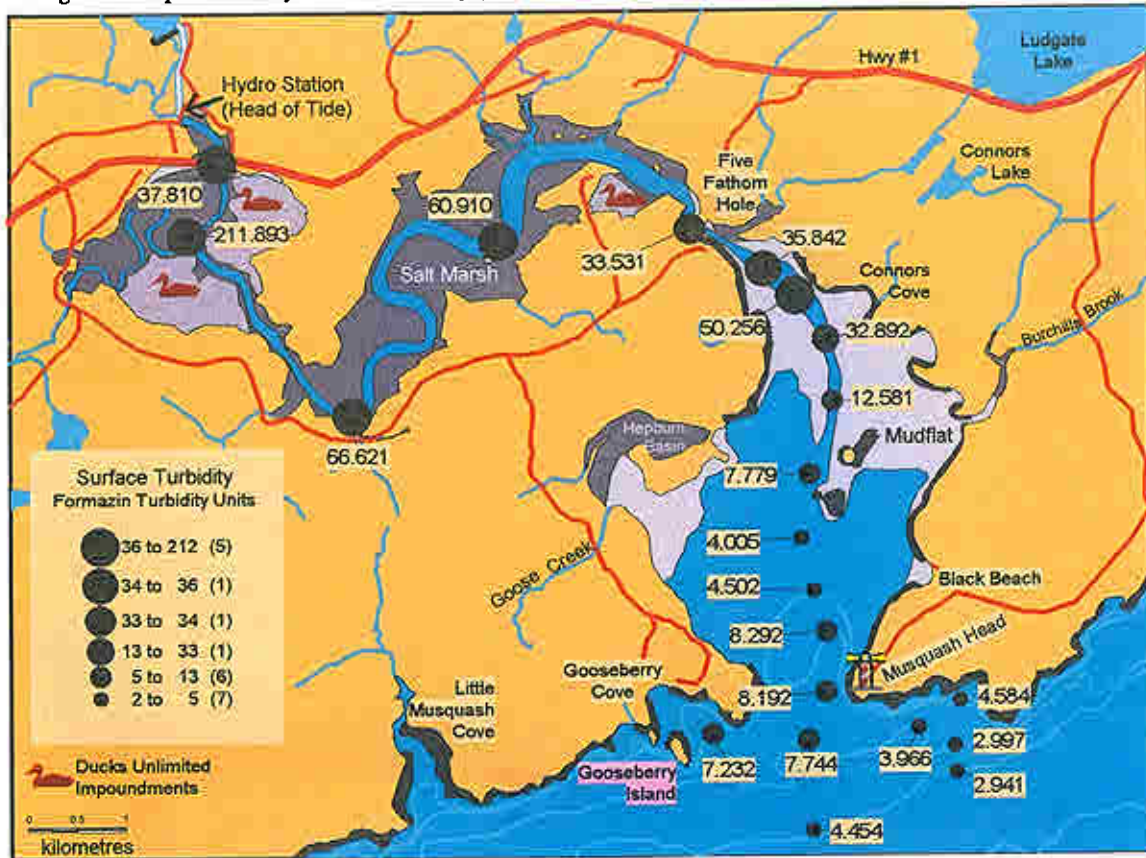 Hwy #1
Ludgate
Lake
Hydro Station
(Head of Tide)
Connors
Lake
Five
Fathom
Hole
37.810
60.910
211.893
33.531
35.842
Salt Marsh
Connors
Cove
50.256
32.892
Burchills Brook
12.581
Hepburn
Basin
Mudflat
66.621
7.779
Surface Turbidity
Formazin Turbidity Units
36 to 212 (5)
34 to 36 (1)
33 to 34 (1)
13 to 33 (1)
5 to 13 (6)
2 to 5 (7)
4.005
Goose Creek
4.502
Black Beach
8.292
Musquash Head
Gooseberry
Cove
Little
Musquash
Cove
8.192
4.584
7.232
7.744
3.966
2.997
2.941
Gooseberry
Island
Ducks Unlimited
Impoundments
4.454
0 0.5 1
kilometres